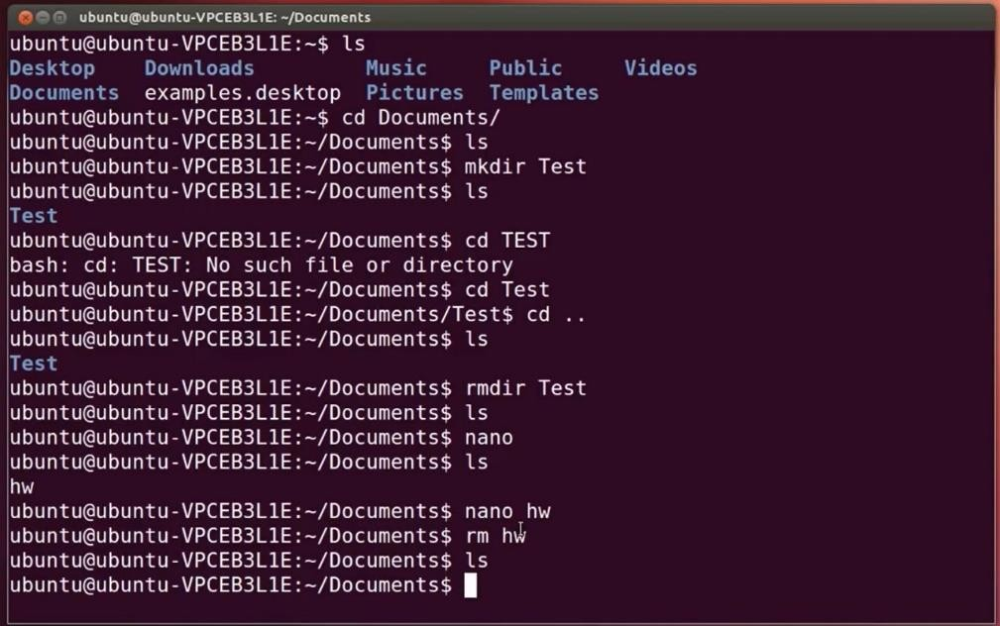 ubuntu@ubuntu-VPCEB3L1E: ~/Documents
ubuntu@ubuntu-VPCEB3L1E:~$ ls
Desktop Downloads Music Public Videos
Documents examples.desktop Pictures Templates
ubuntu@ubuntu-VPCEB3L1E:~$ cd Documents/
ubuntu@ubuntu-VPCEB3L1E:~/Documents$ ls
ubuntu@ubuntu-VPCEB3L1E:~/Documents$ mkdir Test
ubuntu@ubuntu-VPCEB3L1E:~/Documents$ ls
Test
ubuntu@ubuntu-VPCEB3L1E:~/Documents$ cd TEST
bash: cd: TEST: No such file or directory
ubuntu@ubuntu-VPCEB3L1E:~/Documents$ cd Test
ubuntu@ubuntu-VPCEB3L1E:~/Documents/Test$ cd ..
ubuntu@ubuntu-VPCEB3L1E:~/Documents$ ls
Test
ubuntu@ubuntu-VPCEB3L1E:~/Documents$ rmdir Test
ubuntu@ubuntu-VPCEB3L1E:~/Documents$ ls
ubuntu@ubuntu-VPCEB3L1E:~/Documents$ nano
ubuntu@ubuntu-VPCEB3L1E:~/Documents$ ls
hw
ubuntu@ubuntu-VPCEB3L1E:~/Documents$ nano hw
ubuntu@ubuntu-VPCEB3L1E:~/Documents$ rm hw
ubuntu@ubuntu-VPCEB3L1E:~/Documents$ ls
ubuntu@ubuntu-VPCEB3L1E:~/Documents$